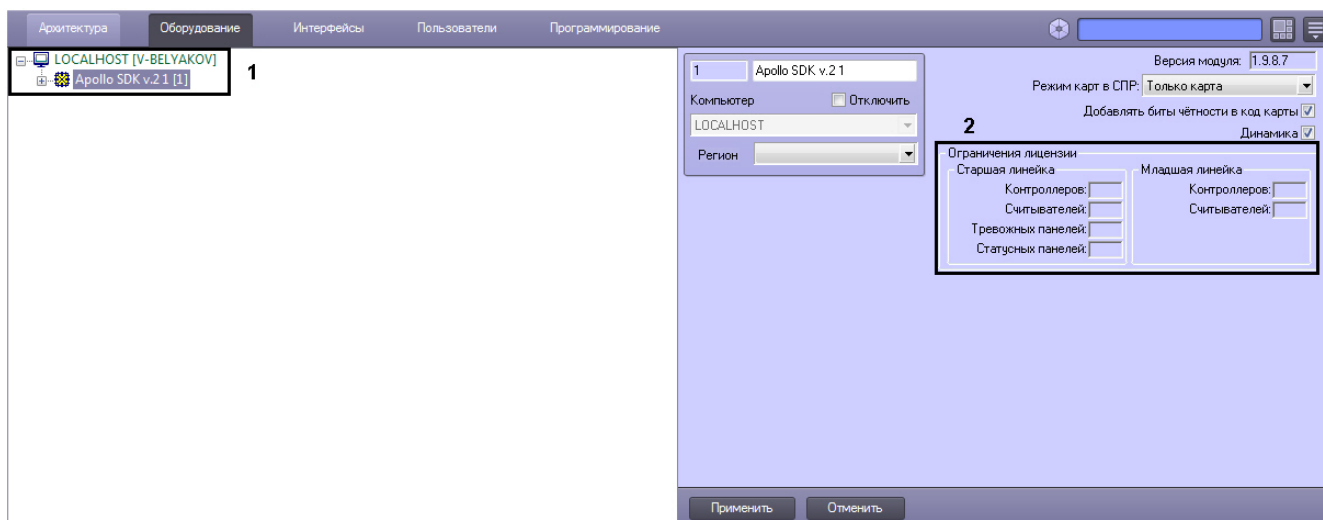 Архитектура Оборудование Интерфейсы Пользователи Программирование
LOCALHOST [V-BELYAKOV]
Apollo SDK v.2 1 [1]
1
1 Apollo SDK v.2 1
Компьютер Отключить
LOCALHOST
Регион
Версия модуля: 1.9.8.7
Режим карт в СПР: Только карта
Добавлять биты чётности в код карты
Динамика
2
Ограничения лицензии
Старшая линейка
Контроллеров:
Считывателей:
Тревожных панелей:
Статусных панелей:
Младшая линейка
Контроллеров:
Считывателей:
Применить Отменить